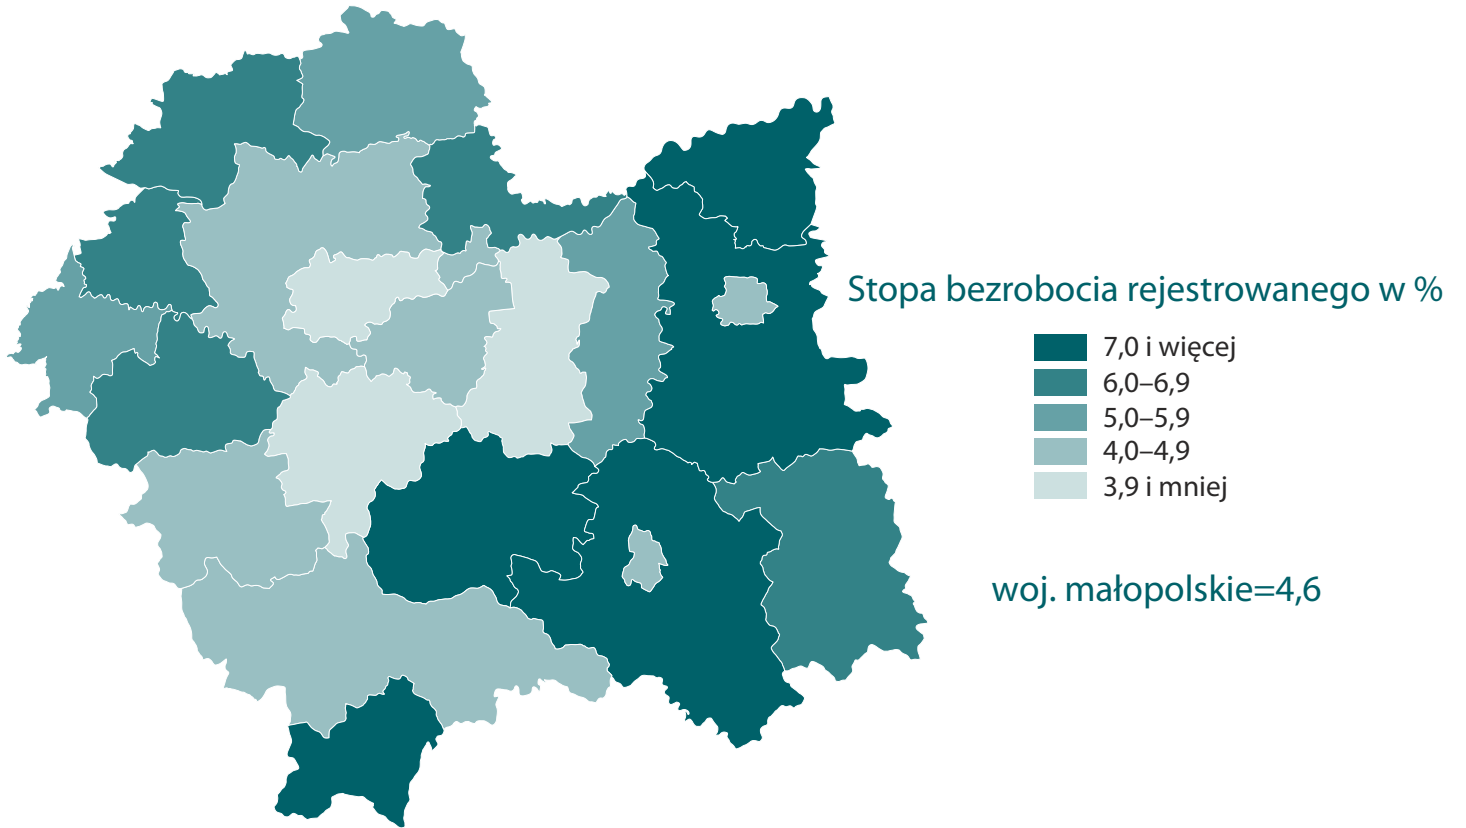 Stopa bezrobocia rejestrowanego w %
7,0 i więcej
6,0–6,9
5,0–5,9
4,0–4,9
3,9 i mniej
woj. małopolskie=4,6